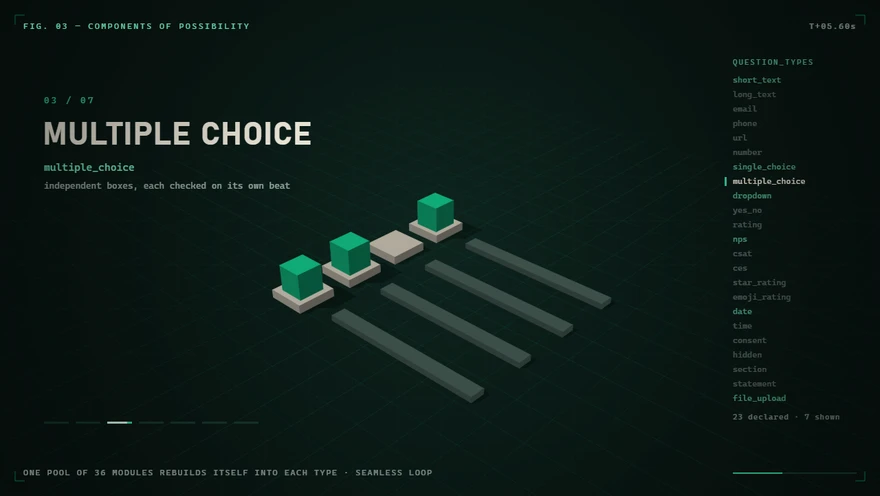 FIG. 03 — COMPONENTS OF POSSIBILITY
T+05.60s
03 / 07
MULTIPLE CHOICE
multiple_choice
independent boxes, each checked on its own beat
QUESTION_TYPES
short_text
long_text
email
phone
url
number
single_choice
multiple_choice
dropdown
yes_no
rating
nps
csat
ces
star_rating
emoji_rating
date
time
consent
hidden
section
statement
file_upload
23 declared · 7 shown
ONE POOL OF 36 MODULES REBUILDS ITSELF INTO EACH TYPE · SEAMLESS LOOP